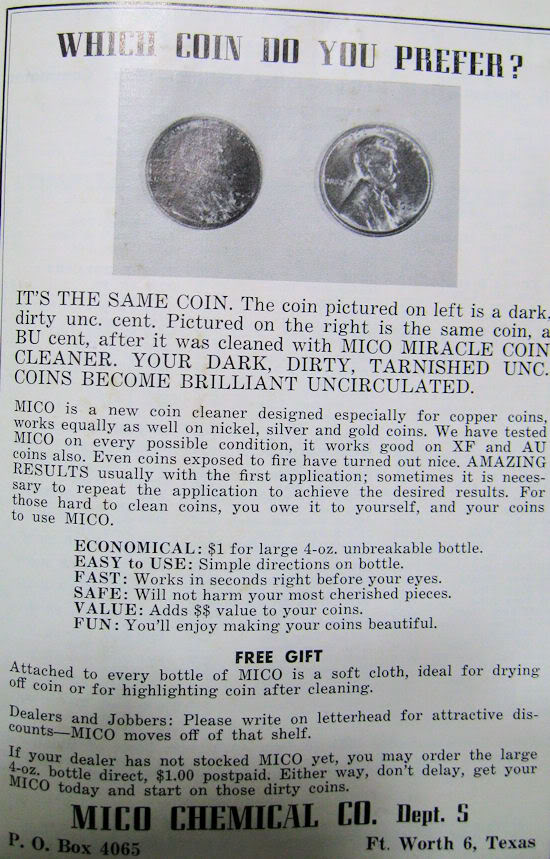 WHICH COIN DO YOU PREFER?
IT'S THE SAME COIN. The coin pictured on left is a dark,
dirty unc. cent. Pictured on the right is the same coin, a
BU cent, after it was cleaned with MICO MIRACLE COIN
CLEANER. YOUR DARK, DIRTY, TARNISHED UNC.
COINS BECOME BRILLIANT UNCIRCULATED.
MICO is a new coin cleaner designed especially for copper coins,
works equally as well on nickel, silver and gold coins. We have tested
MICO on every possible condition, it works good on XF and AU
coins also. Even coins exposed to fire have turned out nice. AMAZING
RESULTS usually with the first application; sometimes it is neces-
sary to repeat the application to achieve the desired results. For
those hard to clean coins, you owe it to yourself, and your coins
to use MICO.
ECONOMICAL: $1 for large 4-oz. unbreakable bottle.
EASY to USE: Simple directions on bottle.
FAST: Works in seconds right before your eyes.
SAFE: Will not harm your most cherished pieces.
VALUE: Adds $$ value to your coins.
FUN: You'll enjoy making your coins beautiful.
FREE GIFT
Attached to every bottle of MICO is a soft cloth, ideal for drying
off coin or for highlighting coin after cleaning.
Dealers and Jobbers: Please write on letterhead for attractive dis-
counts—MICO moves off of that shelf.
If your dealer has not stocked MICO yet, you may order the large
4-oz. bottle direct, $1.00 postpaid. Either way, don't delay, get your
MICO today and start on those dirty coins.
MICO CHEMICAL CO. Dept. S
P. O. Box 4065 Ft. Worth 6, Texas